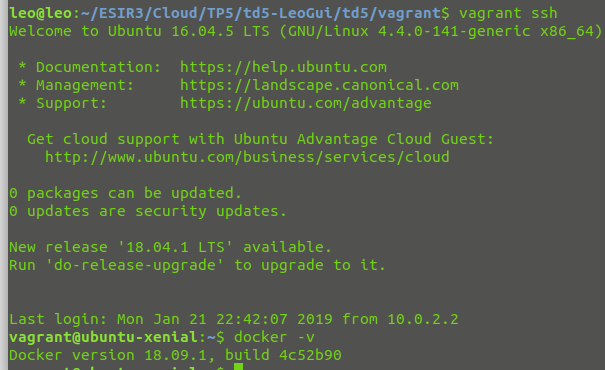 leo@leo:~/ESIR3/Cloud/TP5/td5-LeoGui/td5/vagrant$ vagrant ssh
Welcome to Ubuntu 16.04.5 LTS (GNU/Linux 4.4.0-141-generic x86_64)
* Documentation:  https://help.ubuntu.com
* Management:     https://landscape.canonical.com
* Support:        https://ubuntu.com/advantage
Get cloud support with Ubuntu Advantage Cloud Guest:
http://www.ubuntu.com/business/services/cloud
0 packages can be updated.
0 updates are security updates.
New release '18.04.1 LTS' available.
Run 'do-release-upgrade' to upgrade to it.
Last login: Mon Jan 21 22:42:07 2019 from 10.0.2.2
vagrant@ubuntu-xenial:~$ docker -v
Docker version 18.09.1, build 4c52b90